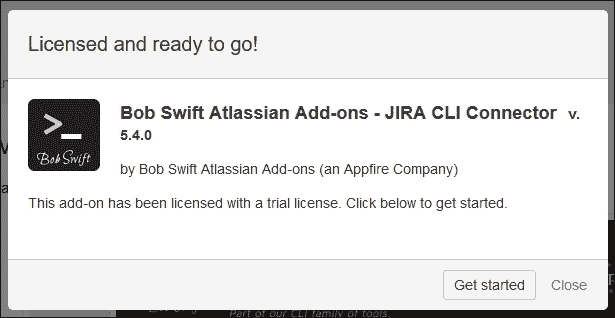 Licensed and ready to go!
>_
Bob Swift
Bob Swift Atlassian Add-ons - JIRA CLI Connector v.
5.4.0
by Bob Swift Atlassian Add-ons (an Appfire Company)
This add-on has been licensed with a trial license. Click below to get started.
Get started Close
Part of our CLI family of tools.